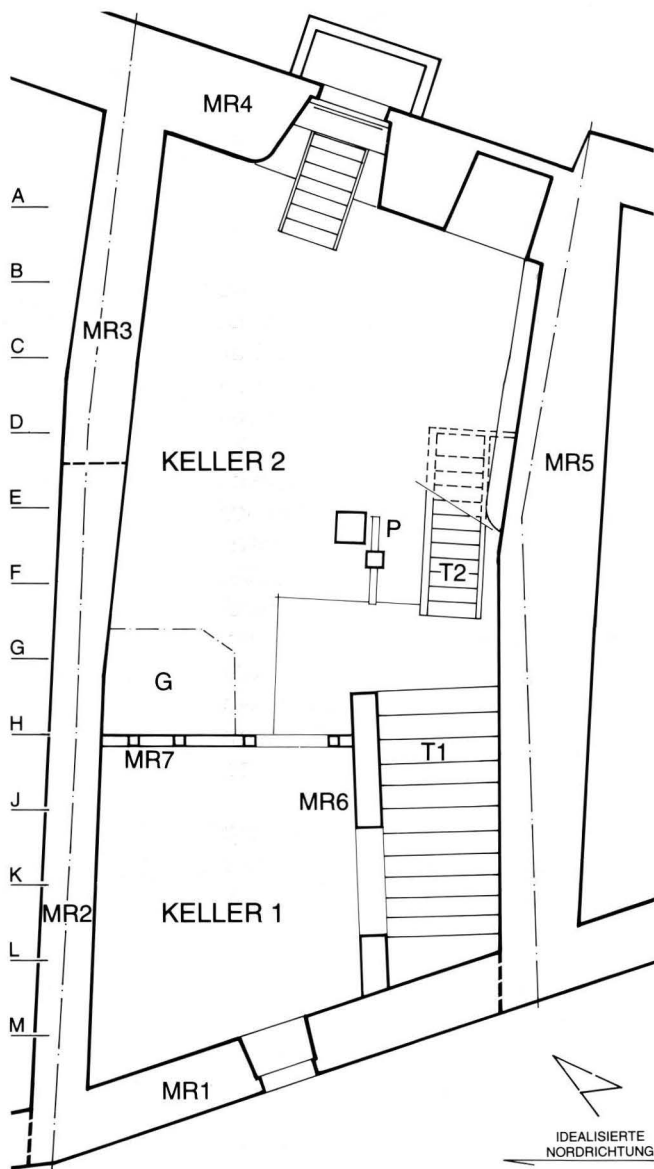 MR4
A
B
MR3
C
D
KELLER 2
MR5
E
P
F
T2
G
G
H
MR7
T1
J
MR6
K
MR2
KELLER 1
L
M
MR1
IDEALISIERTE
NORDRICHTUNG